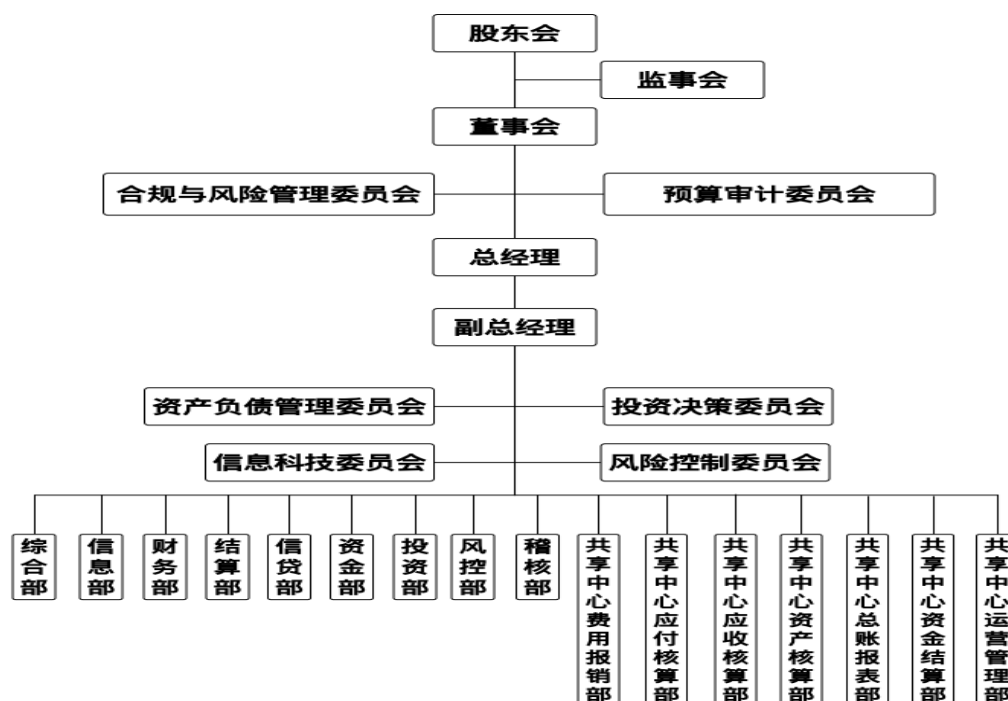 股东会
监事会
董事会
合规与风险管理委员会
预算审计委员会
总经理
副总经理
资产负债管理委员会
投资决策委员会
信息科技委员会
风险控制委员会
综合部
信息部
财务部
结算部
信贷部
资金部
投资部
风控部
稽核部
共享中心费用报销部
共享中心应付核算部
共享中心应收核算部
共享中心资产核算部
共享中心总账报表部
共享中心资金结算部
共享中心运营管理部